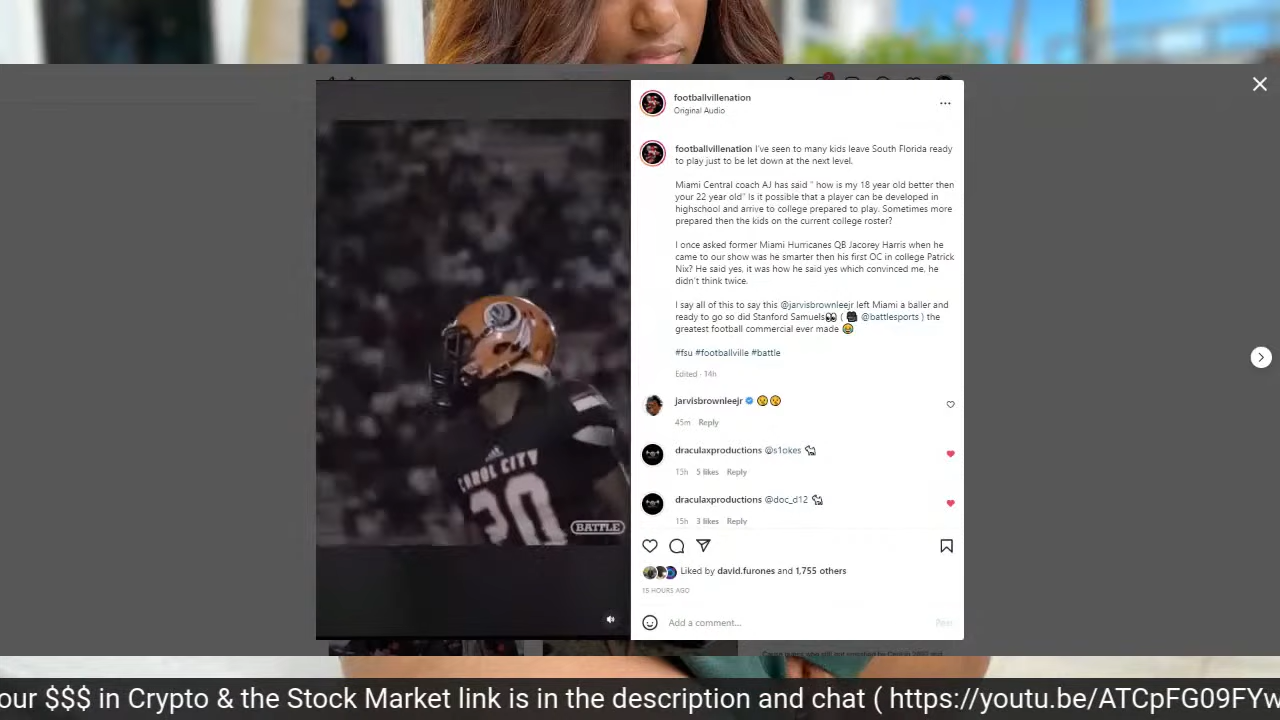 footballvillenation
Original Audio
footballvillenation I've seen to many kids leave South Florida ready
to play just to be let down at the next level.
Miami Central coach AJ has said " how is my 18 year old better then
your 22 year old" Is it possible that a player can be developed in
highschool and arrive to college prepared to play. Sometimes more
prepared then the kids on the current college roster?
I once asked former Miami Hurricanes QB Jacorey Harris when he
came to our show was he smarter then his first OC in college Patrick
Nix? He said yes, it was how he said yes which convinced me, he
didn't think twice.
I say all of this to say this @jarvisbrownleejr left Miami a baller and
ready to go so did Stanford Samuels👀 ( @battlesports ) the
greatest football commercial ever made 😂
#fsu #footballville #battle
Edited · 14h
jarvisbrownleejr
45m Reply
draculaxproductions @s1okes
15h 5 likes Reply
draculaxproductions @doc_d12
15h 3 likes Reply
CAROL CITY
30
BATTLE
Liked by david.furones and 1,755 others
15 HOURS AGO
Add a comment...
Post
our $$$ in Crypto & the Stock Market link is in the description and chat ( https://youtu.be/ATCpFG09FYw